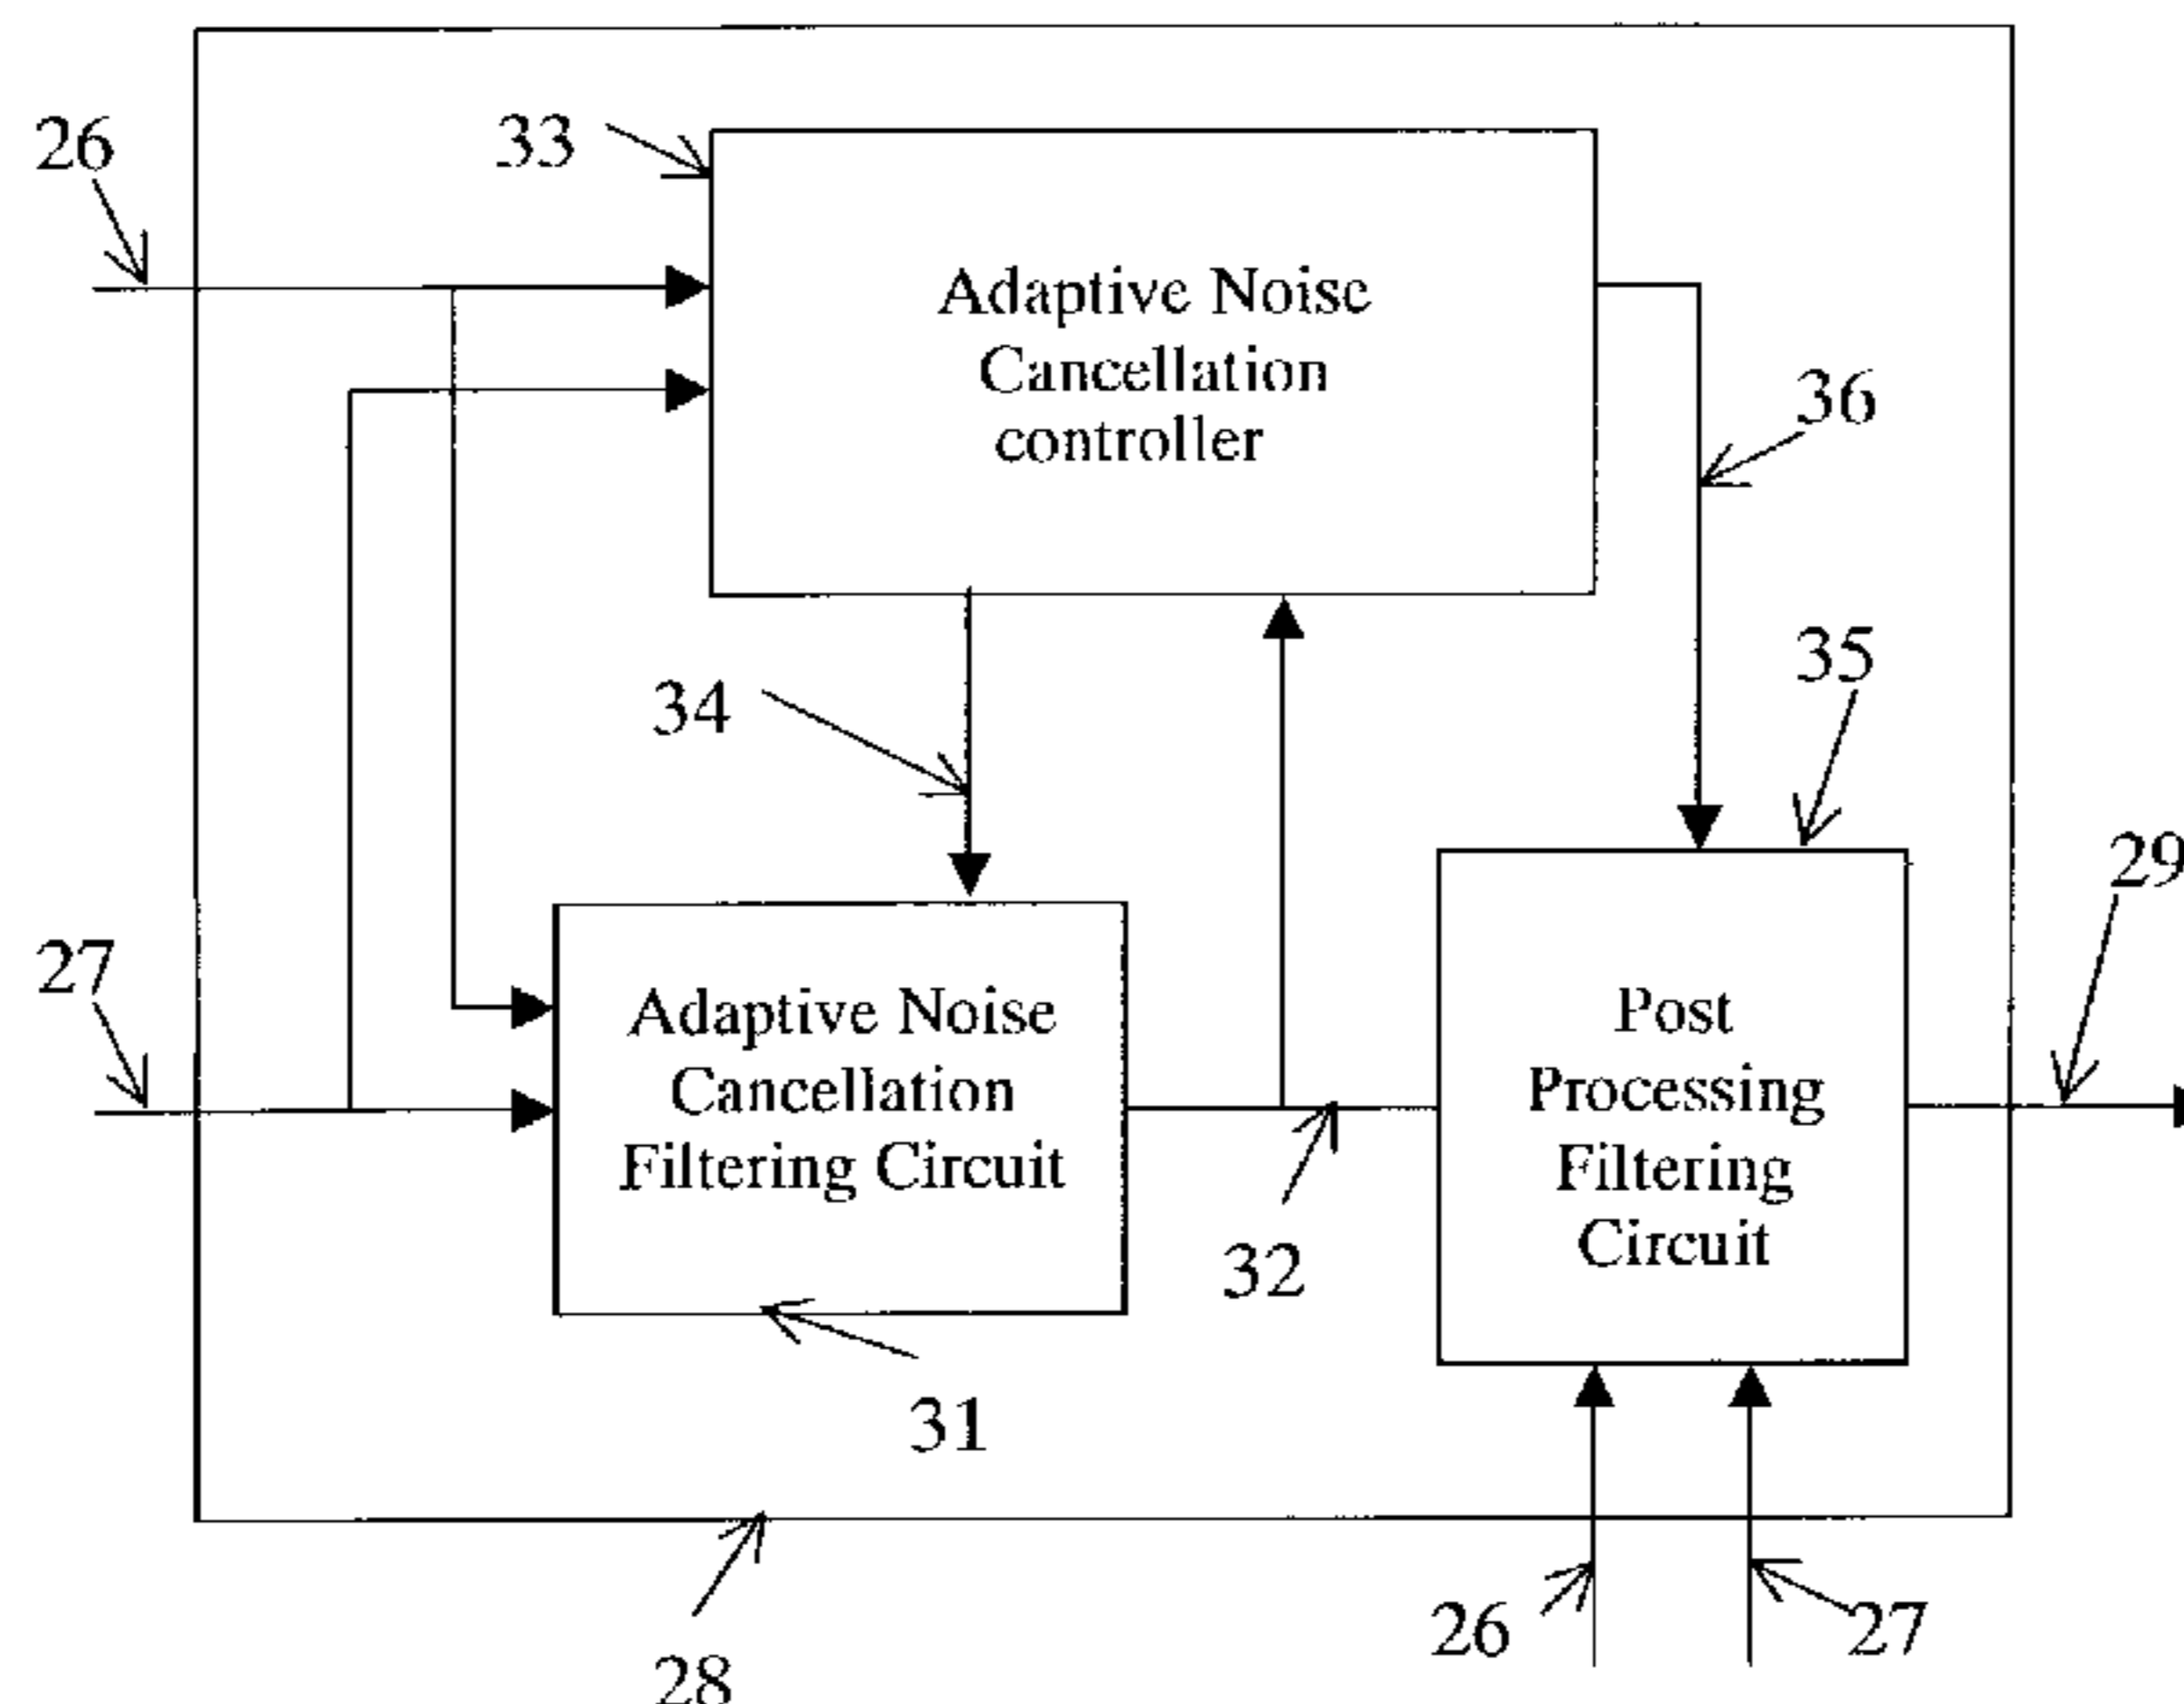 26
33
Adaptive Noise
Cancellation
controller
36
34
35
29
27
Adaptive Noise
Cancellation
Filtering Circuit
Post
Processing
Filtering
Circuit
32
31
26
27
28